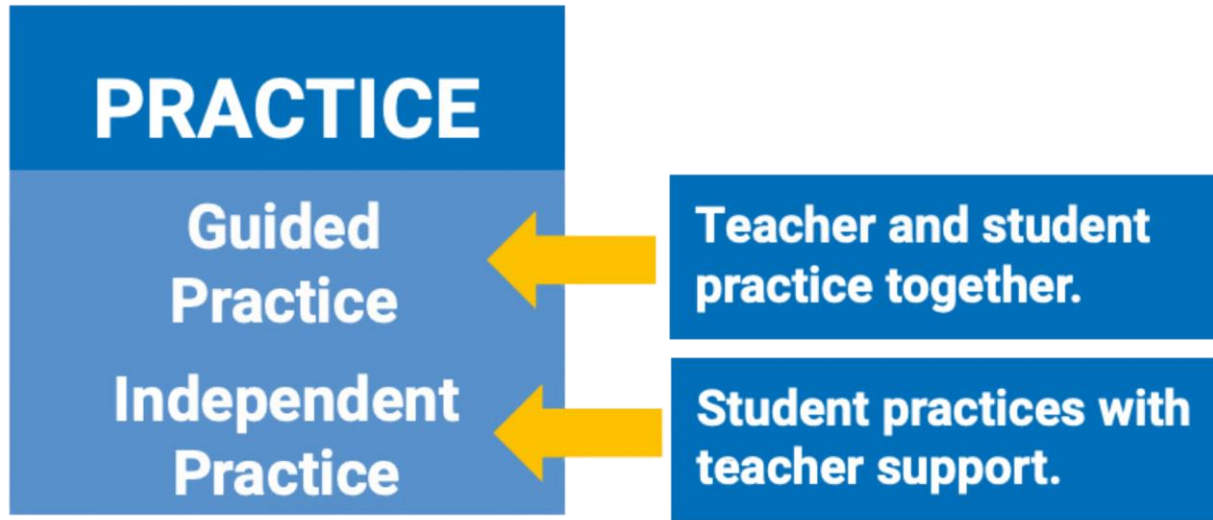 PRACTICE
Guided
Practice
Teacher and student
practice together.
Independent
Practice
Student practices with
teacher support.